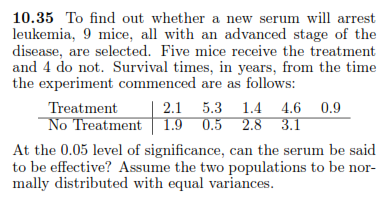 10.35 To find out whether a new serum will arrest
leukemia, 9 mice, all with an advanced stage of the
disease, are selected. Five mice receive the treatment
and 4 do not. Survival times, in years, from the time
the experiment commenced are as follows:
Treatment 2.1 5.3 1.4 4.6 0.9
No Treatment 1.9 0.5 2.8 3.1
At the 0.05 level of significance, can the serum be said
to be effective? Assume the two populations to be nor-
mally distributed with equal variances.